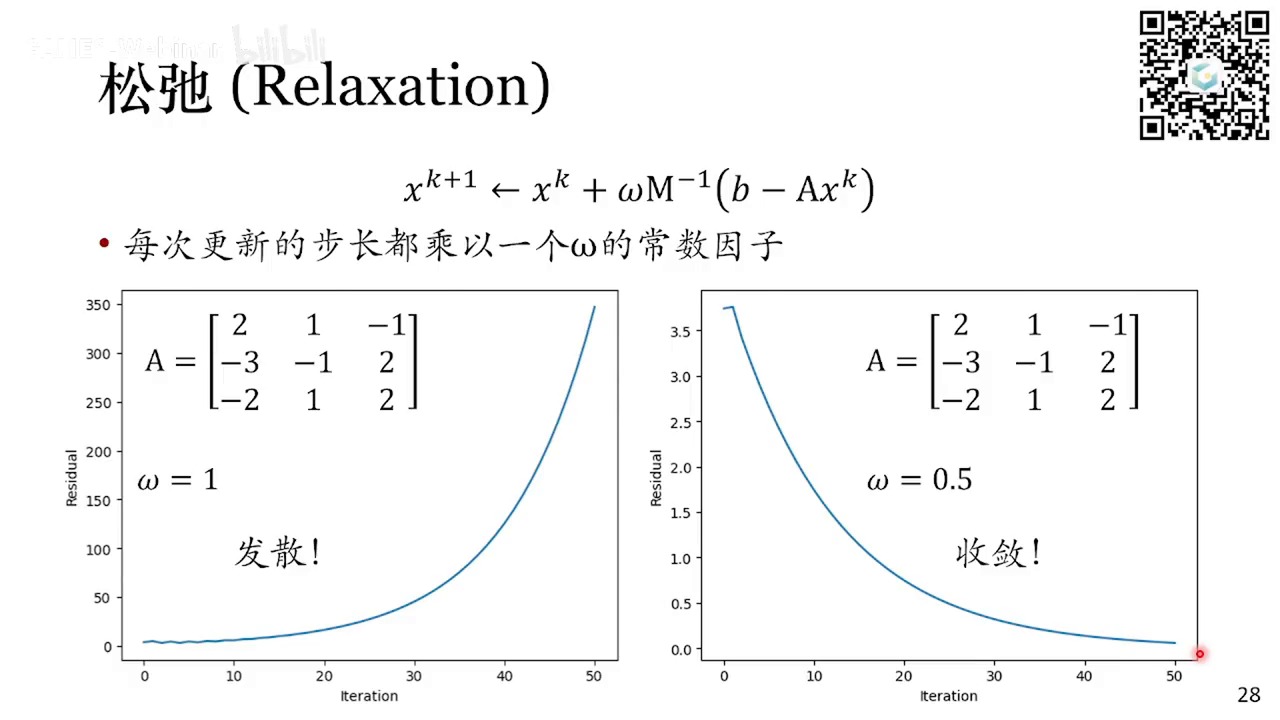 bilibili
松弛 (Relaxation)
x^{k+1} ← x^k + ωM^{−1}(b − Ax^k)
• 每次更新的步长都乘以一个ω的常数因子
350
300
250
200
150
100
50
0
Residual
A = [2 1 −1
−3 −1 2
−2 1 2]
ω = 1
发散!
0 10 20 30 40 50
Iteration
3.5
3.0
2.5
2.0
1.5
1.0
0.5
0.0
Residual
A = [2 1 −1
−3 −1 2
−2 1 2]
ω = 0.5
收敛!
0 10 20 30 40 50
Iteration
28